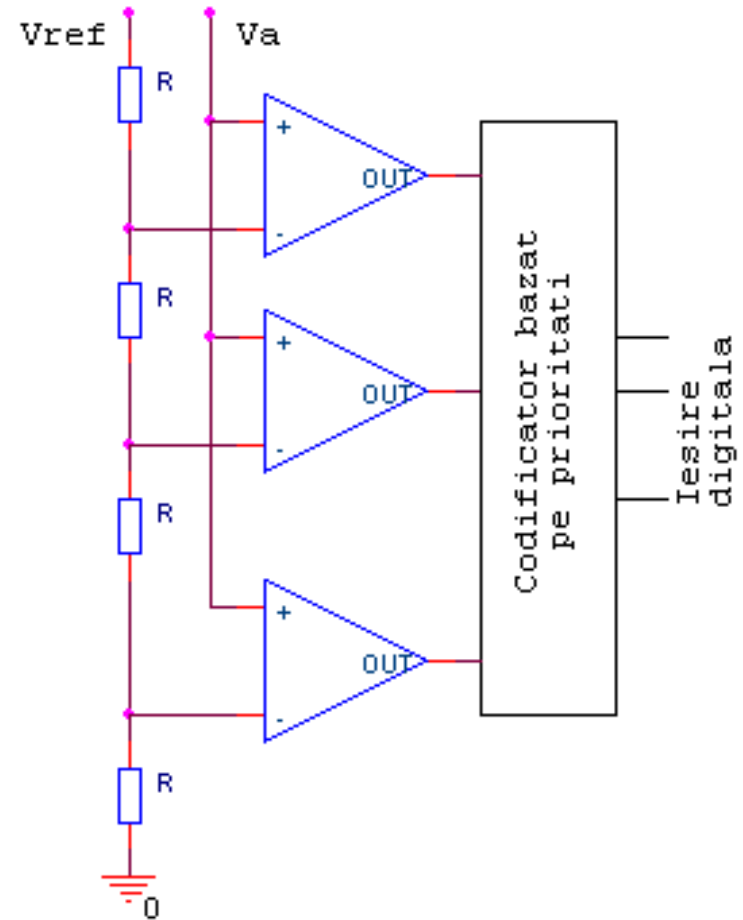 Vref
Va
R
+
OUT
-
R
+
OUT
-
R
+
OUT
-
R
0
Codificator bazat
pe prioritati
Iesire
digitala